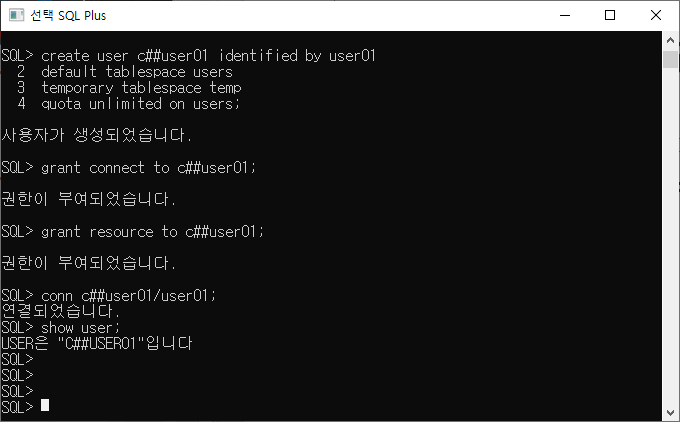 선택 SQL Plus
SQL> create user c##user01 identified by user01
2 default tablespace users
3 temporary tablespace temp
4 quota unlimited on users;
사용자가 생성되었습니다.
SQL> grant connect to c##user01;
권한이 부여되었습니다.
SQL> grant resource to c##user01;
권한이 부여되었습니다.
SQL> conn c##user01/user01;
연결되었습니다.
SQL> show user;
USER은 "C##USER01"입니다
SQL>
SQL>
SQL>
SQL>